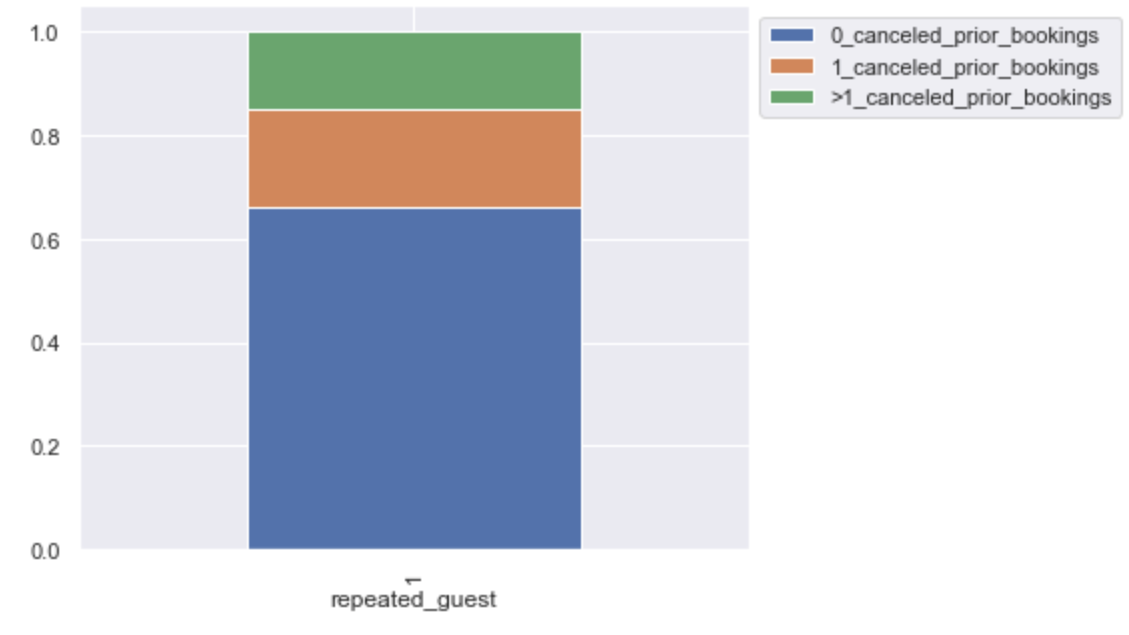 1.0
0.8
0.6
0.4
0.2
0.0
1
repeated_guest
0_canceled_prior_bookings
1_canceled_prior_bookings
>1_canceled_prior_bookings